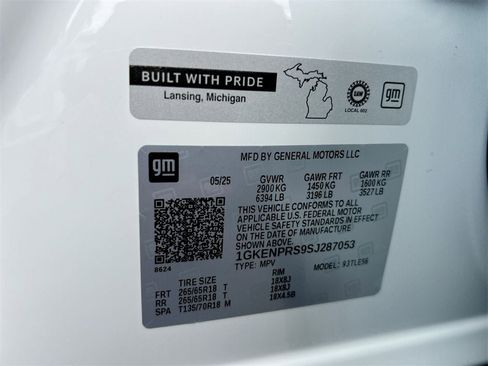 BUILT WITH PRIDE
Lansing, Michigan
UAW
LOCAL 602
gm
gm
MFD BY GENERAL MOTORS LLC
05/25 GVWR GAWR FRT GAWR RR
2900 KG 1450 KG 1600 KG
6394 LB 3196 LB 3527 LB
THIS VEHICLE CONFORMS TO ALL
APPLICABLE U.S. FEDERAL MOTOR
VEHICLE SAFETY STANDARDS IN EFFECT
ON THE DATE OF MANUFACTURE
SHOWN ABOVE.
1GKENPRS9SJ287053
8624
TYPE: MPV MODEL: 93TLE56
TIRE SIZE RIM
FRT 265/65R18 T 18X8J
RR 265/65R18 T 18X8J
SPA T135/70R18 M 18X4.5B